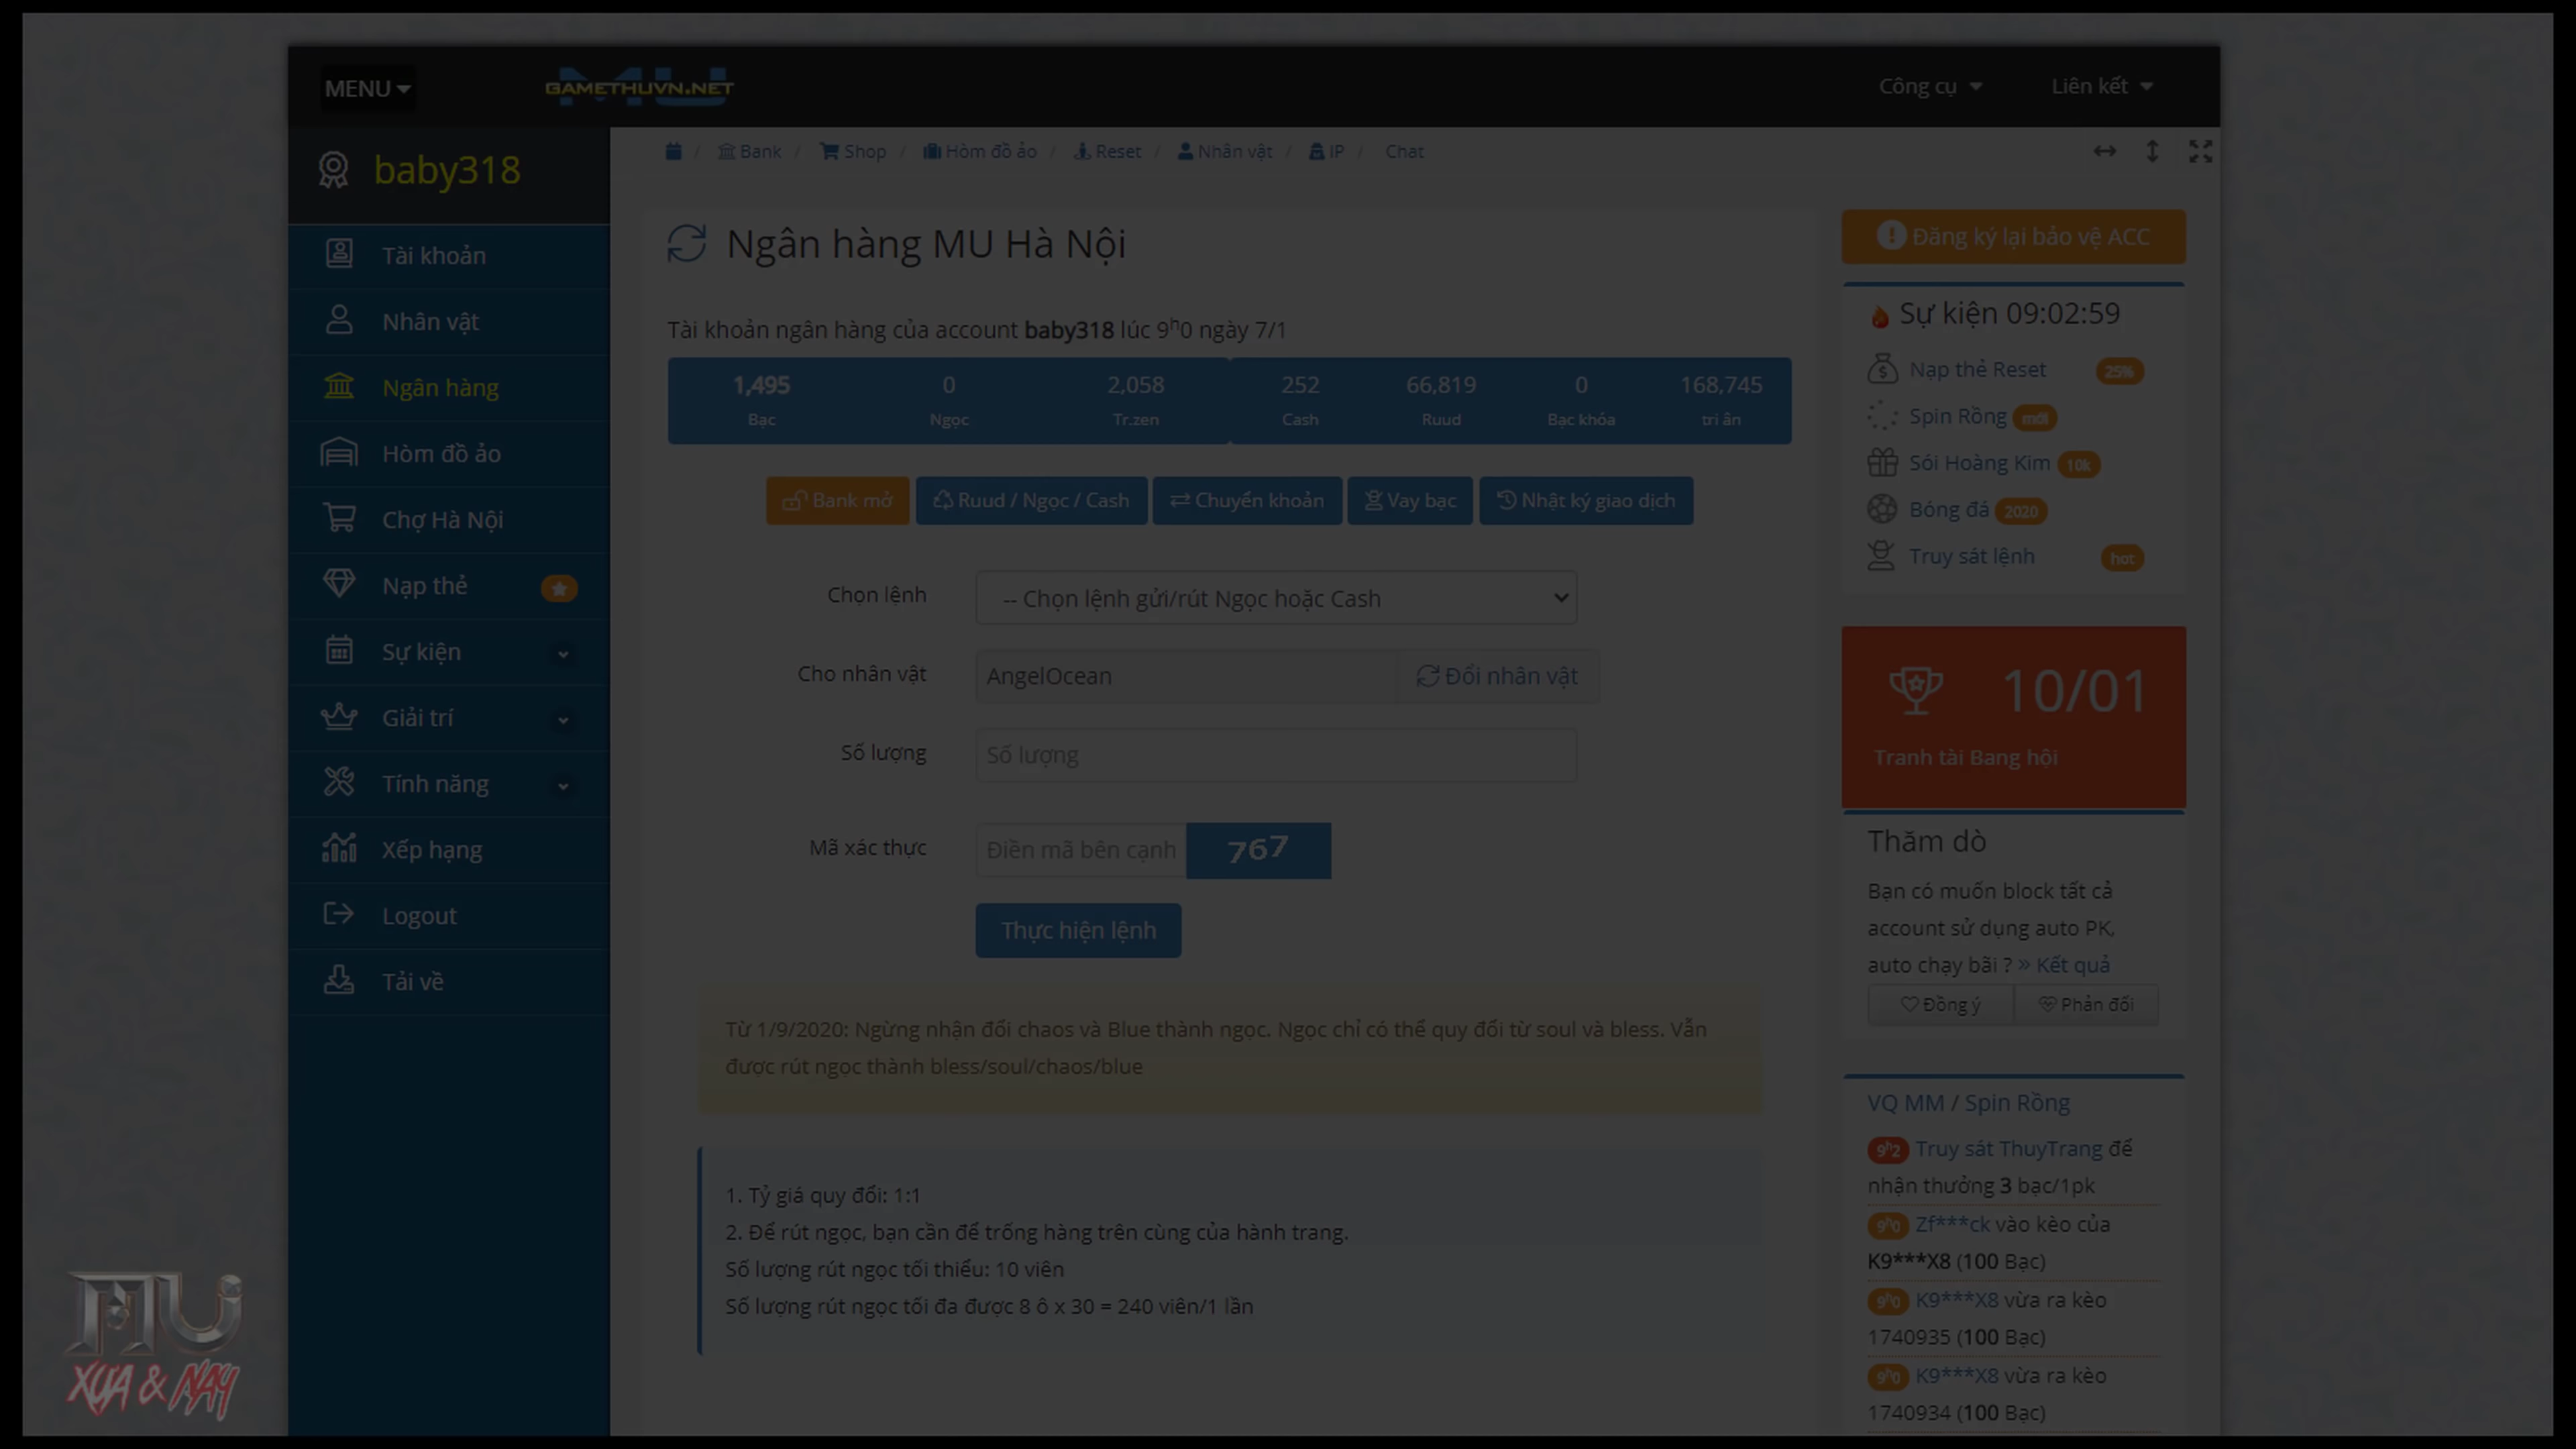 MENU
GAMETHUVN.NET
MU
Công cụ
Liên kết
baby318
Tài khoản
Nhân vật
Ngân hàng
Hòm đồ ảo
Chợ Hà Nội
Nạp thẻ
Sự kiện
Giải trí
Tính năng
Xếp hạng
Logout
Tải về
/ Bank / Shop / Hòm đồ ảo / Reset / Nhân vật / IP / Chat
Ngân hàng MU Hà Nội
Tài khoản ngân hàng của account baby318 lúc 9h0 ngày 7/1
1,495 0 2,058 252 66,819 0 168,745
Bạc Ngọc Tr.zen Cash Ruud Bạc khóa tri ân
Bank mở Ruud / Ngọc / Cash Chuyển khoản Vay bạc Nhật ký giao dịch
Chọn lệnh -- Chọn lệnh gửi/rút Ngọc hoặc Cash
Cho nhân vật AngelOcean Đổi nhân vật
Số lượng Số lượng
Mã xác thực Điền mã bên cạnh 767
Thực hiện lệnh
Từ 1/9/2020: Ngừng nhận đổi chaos và Blue thành ngọc. Ngọc chỉ có thể quy đổi từ soul và bless. Vẫn
được rút ngọc thành bless/soul/chaos/blue
1. Tỷ giá quy đổi: 1:1
2. Để rút ngọc, bạn cần để trống hàng trên cùng của hành trang.
Số lượng rút ngọc tối thiểu: 10 viên
Số lượng rút ngọc tối đa được 8 ô x 30 = 240 viên/1 lần
Đăng ký lại bảo vệ ACC
Sự kiện 09:02:59
Nạp thẻ Reset 25%
Spin Rồng mới
Sói Hoàng Kim 10k
Bóng đá 2020
Truy sát lệnh hot
10/01
Tranh tài Bang hội
Thăm dò
Bạn có muốn block tất cả
account sử dụng auto PK,
auto chạy bãi ? » Kết quả
Đồng ý Phản đối
VQ MM / Spin Rồng
9h2 Truy sát ThuyTrang để
nhận thưởng 3 bạc/1pk
9h0 Zf***ck vào kèo của
K9***X8 (100 Bạc)
9h0 K9***X8 vừa ra kèo
1740935 (100 Bạc)
9h0 K9***X8 vừa ra kèo
1740934 (100 Bạc)
MU
XƯA & NAY